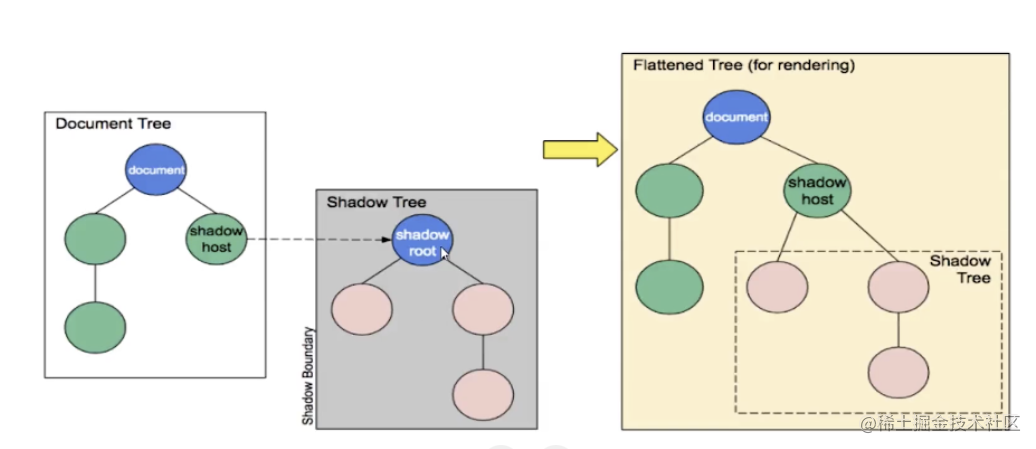 Document Tree
document
shadow
host
Shadow Tree
shadow
root
Shadow Boundary
Flattened Tree (for rendering)
document
shadow
host
Shadow
Tree
@稀土掘金技术社区